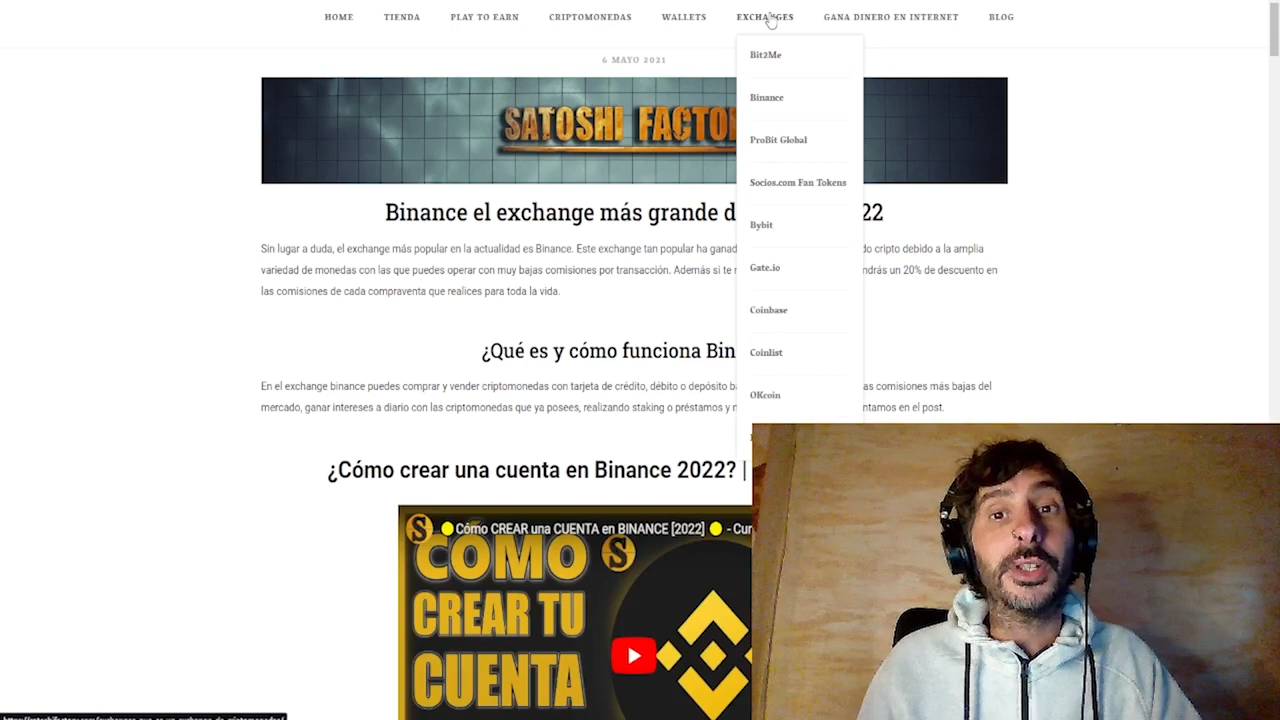 HOME TIENDA PLAY TO EARN CRIPTOMONEDAS WALLETS EXCHANGES GANA DINERO EN INTERNET BLOG
6 MAYO 2021
SATOSHI FACTO
Bit2Me
Binance
ProBit Global
Socios.com Fan Tokens
Bybit
Gate.io
Coinbase
Coinlist
OKcoin
Binance el exchange más grande d 22
Sin lugar a duda, el exchange más popular en la actualidad es Binance. Este exchange tan popular ha ganad do cripto debido a la amplia
variedad de monedas con las que puedes operar con muy bajas comisiones por transacción. Además si te r ndrás un 20% de descuento en
las comisiones de cada compraventa que realices para toda la vida.
¿Qué es y cómo funciona Bin
En el exchange binance puedes comprar y vender criptomonedas con tarjeta de crédito, débito o depósito ba as comisiones más bajas del
mercado, ganar intereses a diario con las criptomonedas que ya posees, realizando staking o préstamos y m ntamos en el post.
¿Cómo crear una cuenta en Binance 2022? |
Cómo CREAR una CUENTA en BINANCE [2022] - Cur
COMO
CREAR TU
CUENTA